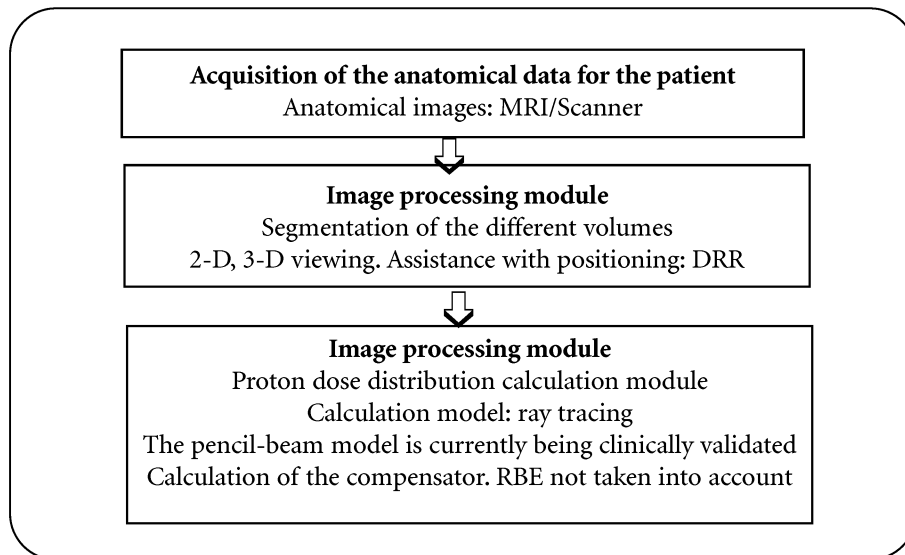 Acquisition of the anatomical data for the patient
Anatomical images: MRI/Scanner
Image processing module
Segmentation of the different volumes
2-D, 3-D viewing. Assistance with positioning: DRR
Image processing module
Proton dose distribution calculation module
Calculation model: ray tracing
The pencil-beam model is currently being clinically validated
Calculation of the compensator. RBE not taken into account